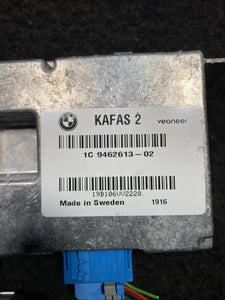 KAFAS 2 veoneer
1C 9462613-02
19B106VV2228
Made in Sweden 1916